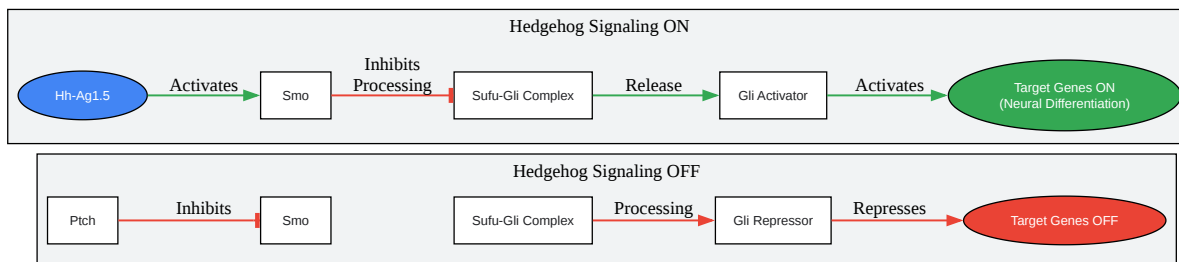 Hedgehog Signaling ON
Hh-Ag1.5
Activates
Smo
Inhibits
Processing
Sufu-Gli Complex
Release
Gli Activator
Activates
Target Genes ON
(Neural Differentiation)
Hedgehog Signaling OFF
Ptch
Inhibits
Smo
Sufu-Gli Complex
Processing
Gli Repressor
Represses
Target Genes OFF